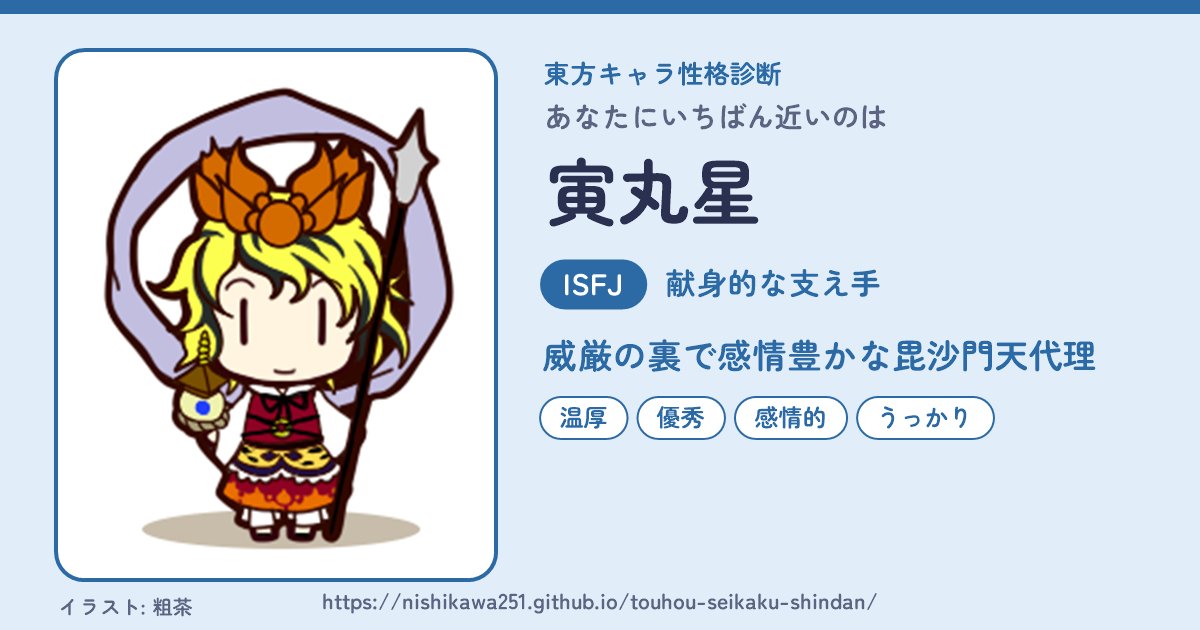 東方キャラ性格診断
あなたにいちばん近いのは
寅丸星
ISFJ 献身的な支え手
威厳の裏で感情豊かな毘沙門天代理
温厚 優秀 感情的 うっかり
イラスト: 粗茶 https://nishikawa251.github.io/touhou-seikaku-shindan/